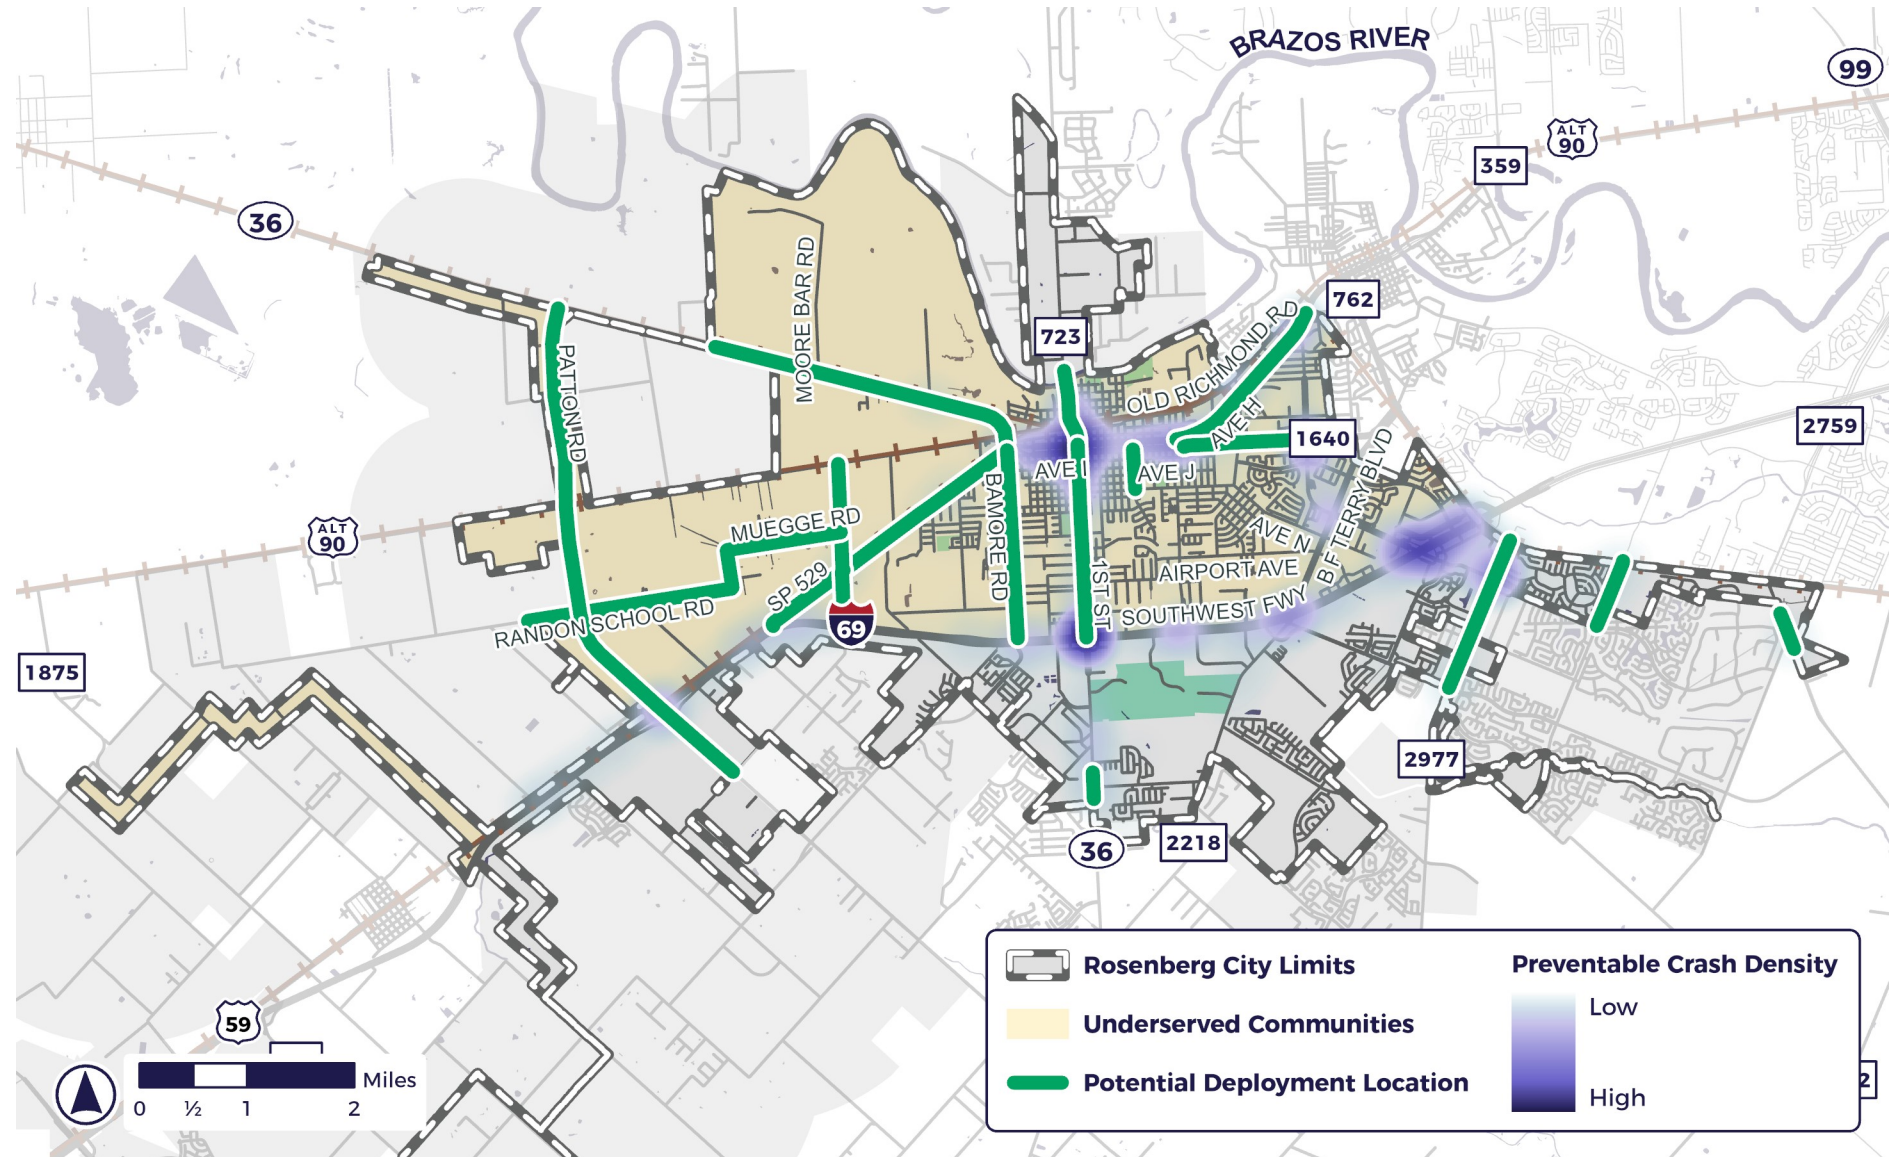 BRAZOS RIVER
99
ALT
90
359
36
MOORE BAR RD
762
723
OLD RICHMOND RD
PATTON RD
AVE H
1640
2759
AVE I
AVE J
B F TERRY BLVD
BAMORE RD
MUEGGE RD
AVE N
ALT
90
1ST ST
AIRPORT AVE
SP 529
SOUTHWEST FWY
RANDON SCHOOL RD
69
1875
2977
36
2218
59
Miles
0
½
1
2
Rosenberg City Limits
Underserved Communities
Potential Deployment Location
Preventable Crash Density
Low
High
2